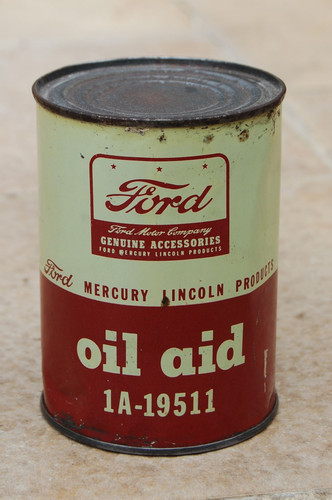 Ford
Ford Motor Company
GENUINE ACCESSORIES
FORD MERCURY LINCOLN PRODUCTS
Ford MERCURY LINCOLN PRODUCTS
oil aid
1A-19511